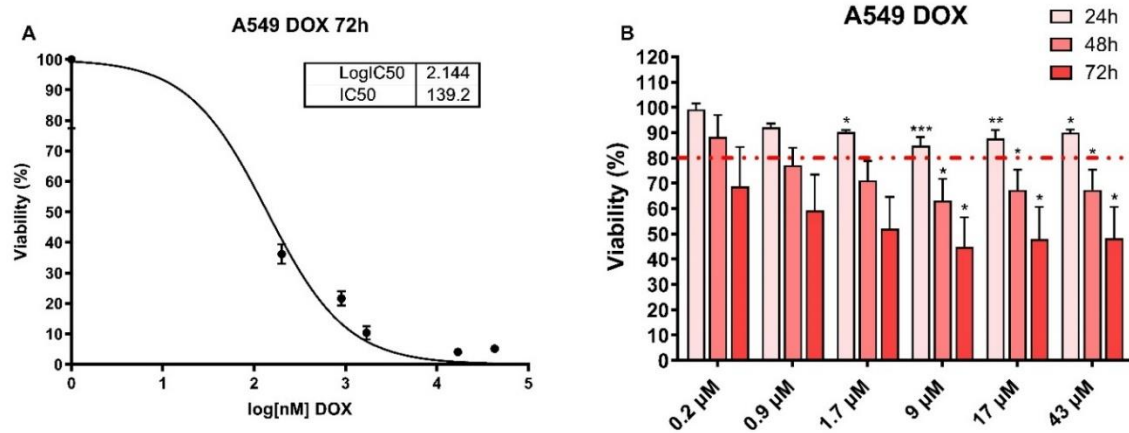 A
A549 DOX 72h
LogIC50 2.144
IC50 139.2
100
90
80
70
60
50
40
30
20
10
0
Viability (%)
0 1 2 3 4 5
log[nM] DOX
B
A549 DOX
24h
48h
72h
120
110
100
90
80
70
60
50
40
30
20
10
0
Viability (%)
* *** ** *
* * *
* * *
0.2 µM 0.9 µM 1.7 µM 9 µM 17 µM 43 µM